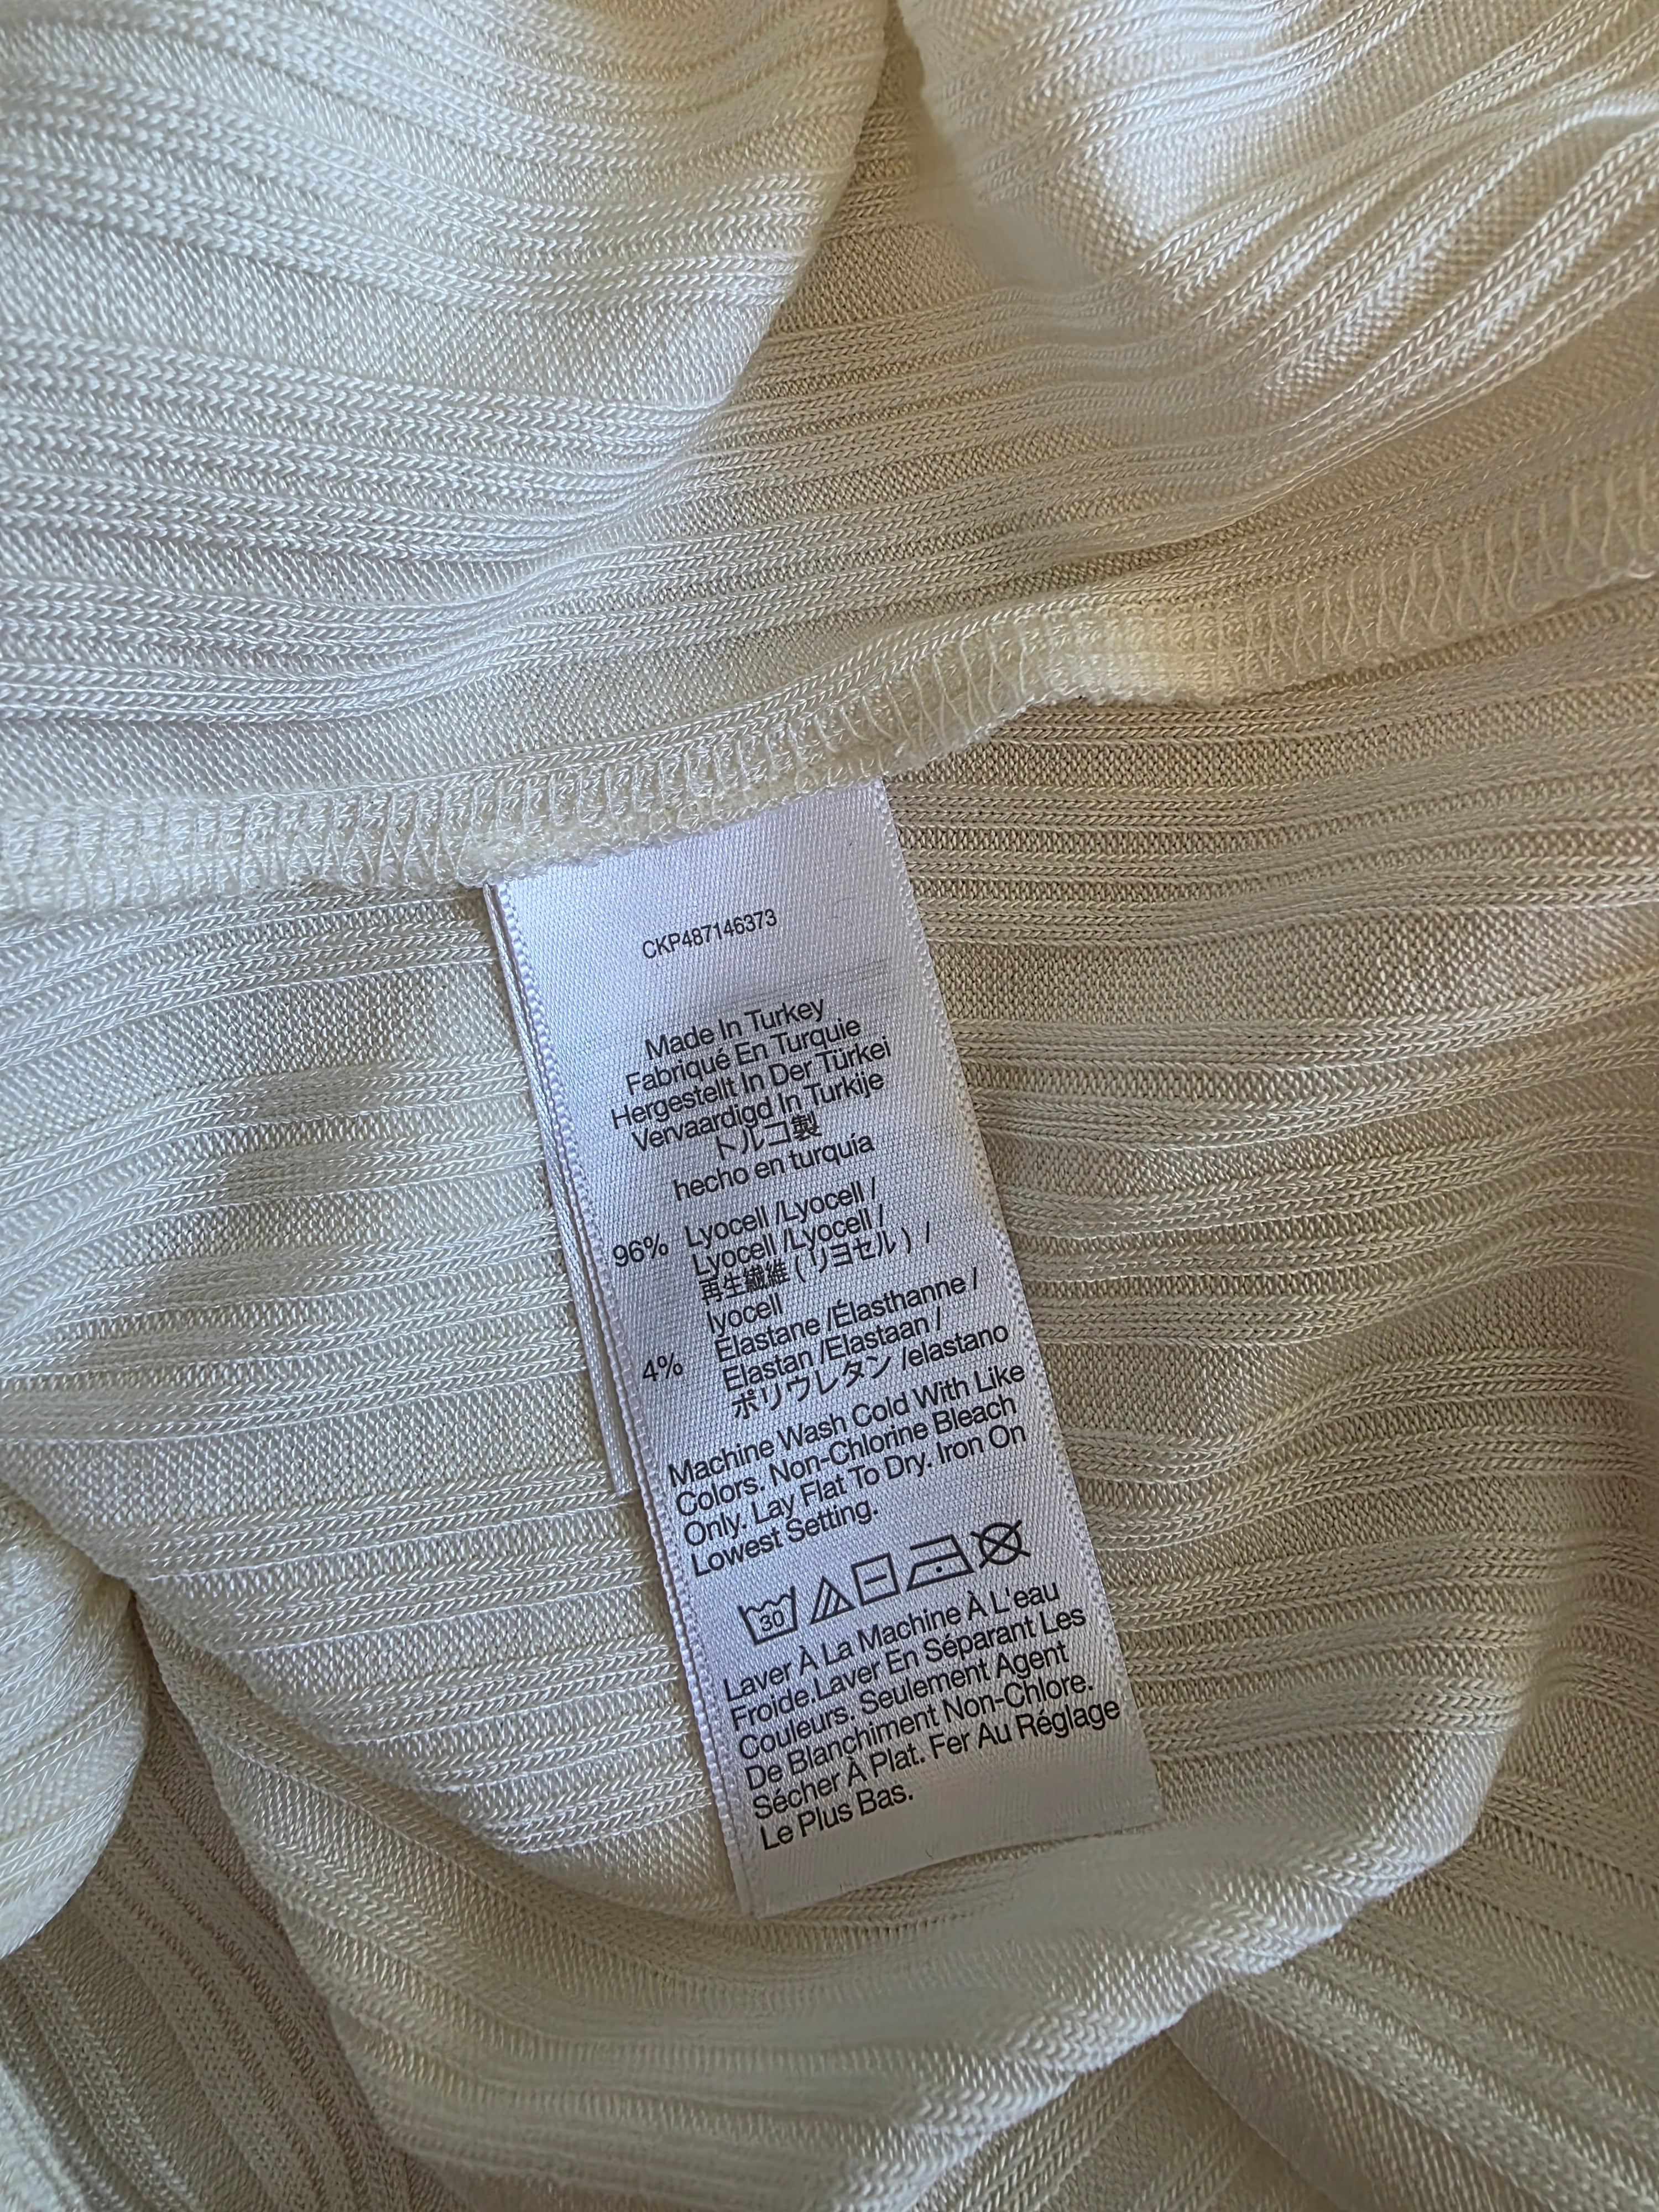 CKP487146373
Made In Turkey
Fabriqué En Turquie
Hergestellt In Der Türkei
Vervaardigd In Turkije
トルコ製
hecho en turquía
96% Lyocell /Lyocell /
Lyocell /Lyocell /
再生繊維 (リヨセル) /
lyocell
4% Elastane /Élasthanne /
Elastan /Elastaan /
ポリウレタン /elastano
Machine Wash Cold With Like
Colors. Non-Chlorine Bleach
Only. Lay Flat To Dry. Iron On
Lowest Setting.
30
Laver À La Machine À L'eau
Froide.Laver En Séparant Les
Couleurs. Seulement Agent
De Blanchiment Non-Chlore.
Sécher À Plat. Fer Au Réglage
Le Plus Bas.